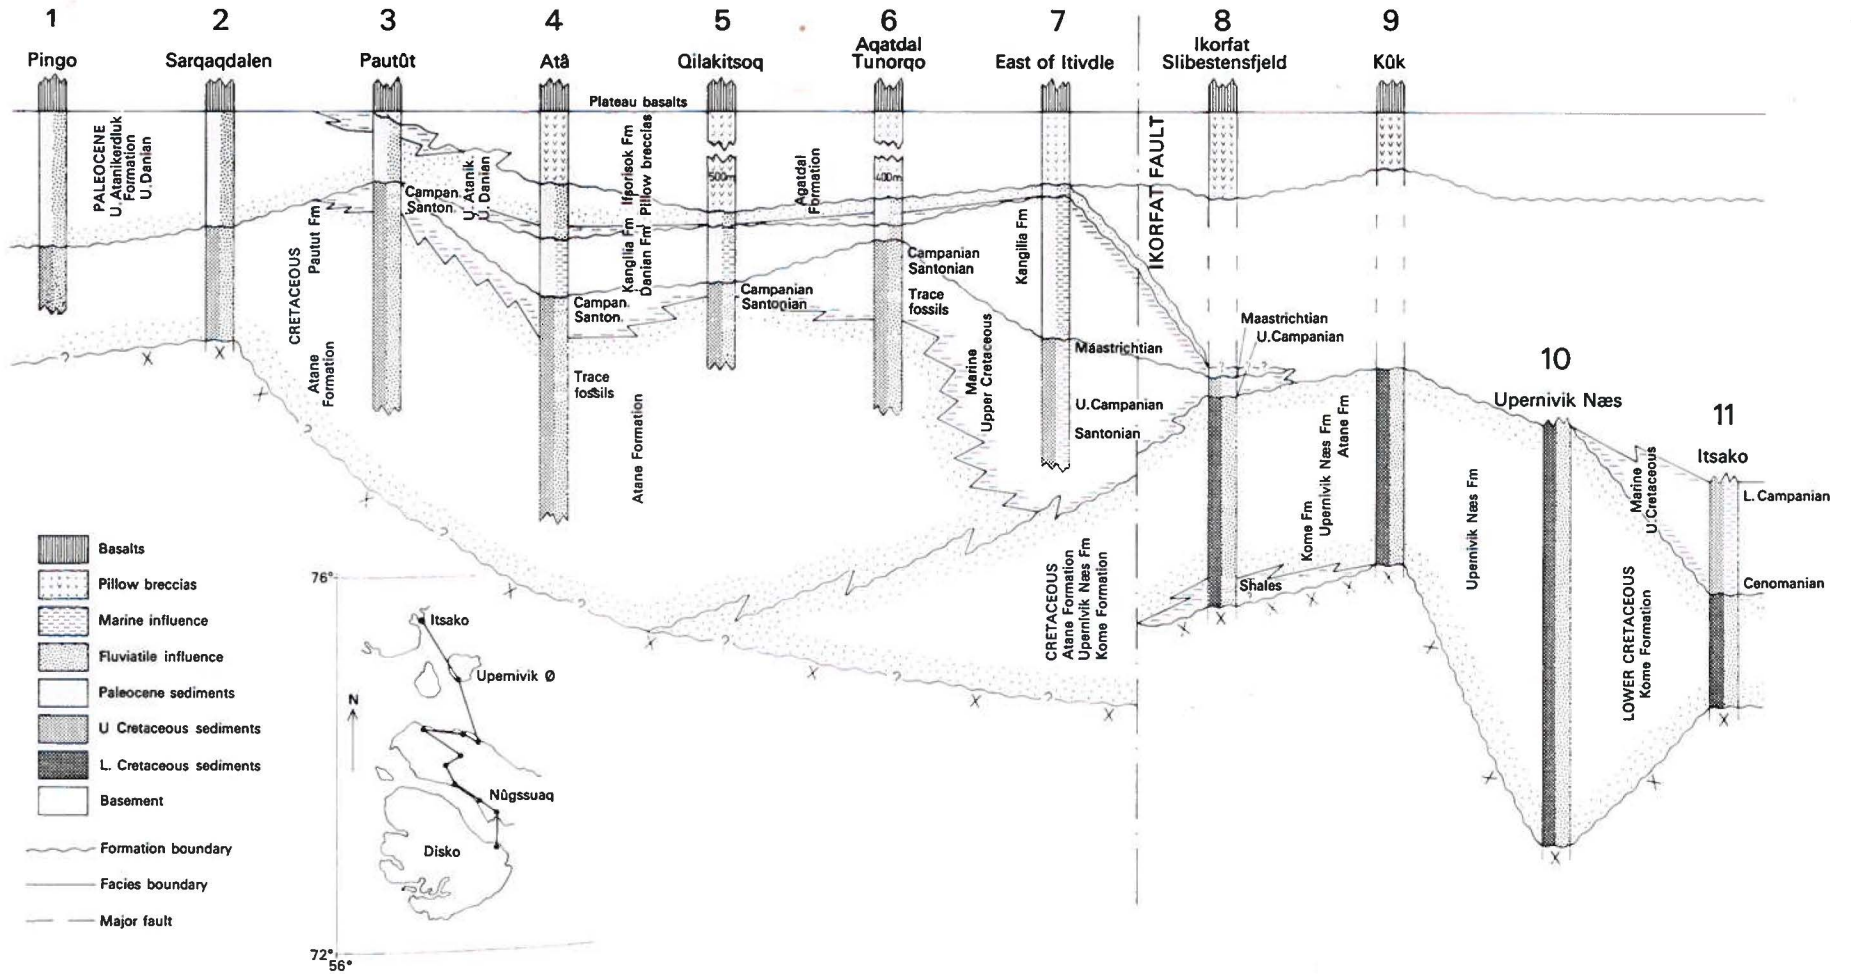 1
2
3
4
5
6
7
8
9
Pingo
Sarqaqdalen
Pautût
Atâ
Qilakitsoq
Aqatdal
Tunorqo
East of Itivdle
Ikorfat
Slibestensfjeld
Kûk
Plateau basalts
PALEOCENE
U. Atanikerdluk
Formation
U. Danian
CRETACEOUS
Pautut Fm
Atane
Formation
Campan.
Santon.
U. Atanik.
U. Danian
Campan.
Santon.
Trace
fossils
Ifsorisok Fm
Pillow breccias
Kanglia Fm
Danian Fm
Atane Formation
500m
Campanian
Santonian
Agatdal
Formation
400m
Campanian
Santonian
Trace
fossils
Marine
Upper Cretaceous
Kangilia Fm
Maastrichtian
U. Campanian
Santonian
IKORFAT FAULT
Maastrichtian
U. Campanian
CRETACEOUS
Atane Formation
Upernivik Næs Fm
Kome Formation
Shales
Kome Fm
Upernivik Næs Fm
Atane Fm
10
Upernivik Næs
Upernivik Næs Fm
11
Itsako
Marine
U. Cretaceous
L. Campanian
Cenomanian
LOWER CRETACEOUS
Kome Formation
Basalts
Pillow breccias
Marine influence
Fluviatile influence
Paleocene sediments
U Cretaceous sediments
L. Cretaceous sediments
Basement
Formation boundary
Facies boundary
Major fault
76°
Itsako
Upernivik Ø
N
Nûgssuaq
Disko
72°
56°